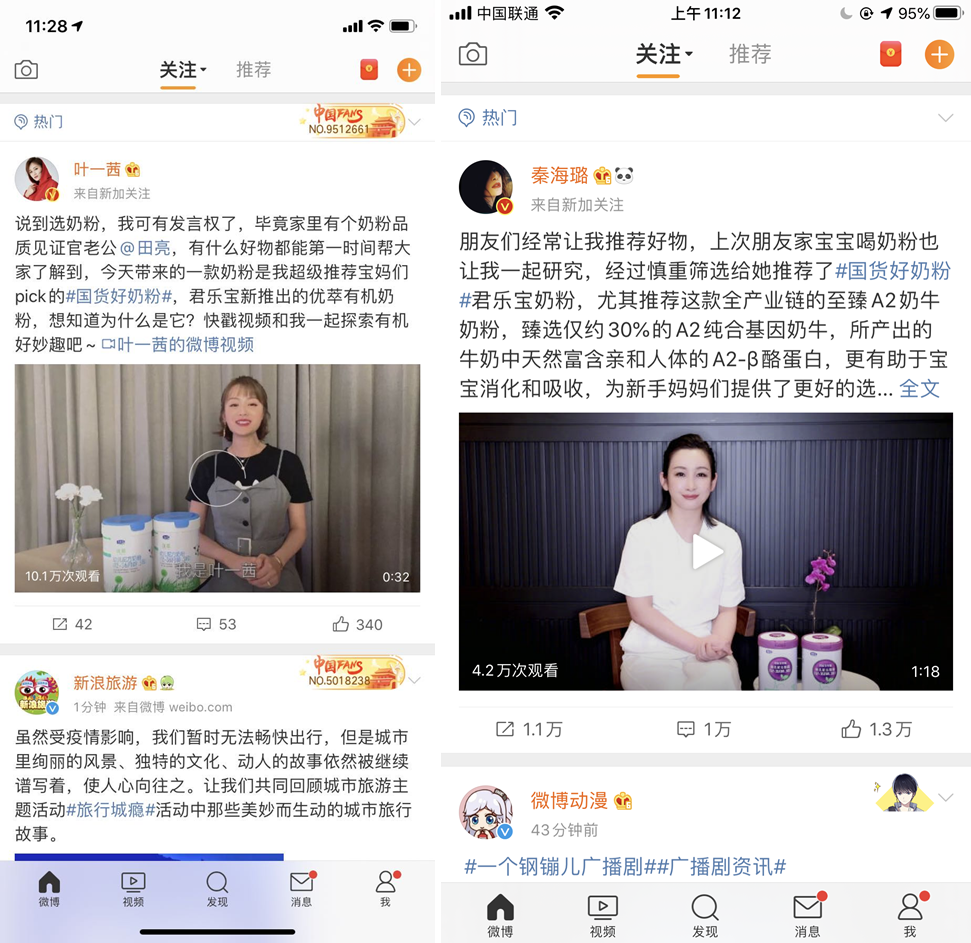 11:28
关注
推荐
热门
中国FANS
NO.9512661
叶一茜
来自新加关注
说到选奶粉，我可有发言权了，毕竟家里有个奶粉品
质见证官老公@田亮，有什么好物都能第一时间帮大
家了解到，今天带来的一款奶粉是我超级推荐宝妈们
pick的#国货好奶粉#，君乐宝新推出的优萃有机奶
粉，想知道为什么是它？快戳视频和我一起探索有机
好妙趣吧～叶一茜的微博视频
10.1万次观看
我是叶一茜
0:32
42
53
340
新浪旅游
中国FANS
NO.5018238
1分钟 来自微博 weibo.com
虽然受疫情影响，我们暂时无法畅快出行，但是城市
里绚丽的风景、独特的文化、动人的故事依然被继续
谱写着，使人心向往之。让我们共同回顾城市旅游主
题活动#旅行城瘾#活动中那些美妙而生动的城市旅行
故事。
微博
视频
发现
消息
我
中国联通
上午11:12
95%
关注
推荐
热门
秦海璐
来自新加关注
朋友们经常让我推荐好物，上次朋友家宝宝喝奶粉也
让我一起研究，经过慎重筛选给她推荐了#国货好奶粉
#君乐宝奶粉，尤其推荐这款全产业链的至臻A2奶牛
奶粉，臻选仅约30%的A2纯合基因奶牛，所产出的
牛奶中天然富含亲和人体的A2-β酪蛋白，更有助于宝
宝消化和吸收，为新手妈妈们提供了更好的选... 全文
4.2万次观看
1:18
1.1万
1万
1.3万
微博动漫
43分钟前
#一个钢镚儿广播剧##广播剧资讯#
微博
视频
发现
消息
我